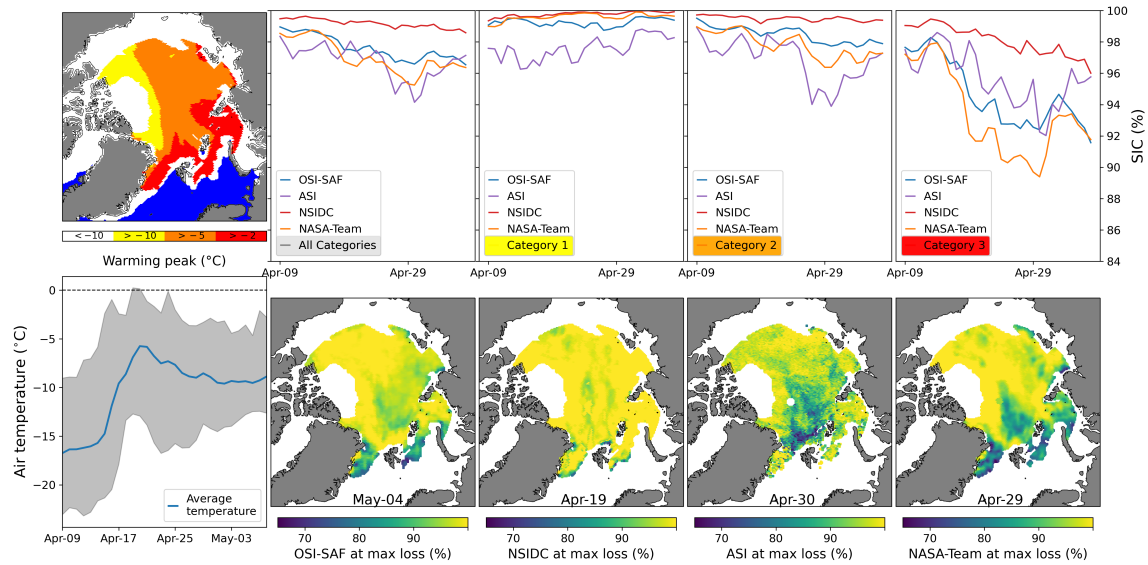 100
98
96
94
92
90
88
86
84
SIC (%)
OSI-SAF
ASI
NSIDC
NASA-Team
All Categories
OSI-SAF
ASI
NSIDC
NASA-Team
Category 1
OSI-SAF
ASI
NSIDC
NASA-Team
Category 2
OSI-SAF
ASI
NSIDC
NASA-Team
Category 3
< −10 > −10 > −5 > −2
Warming peak (°C)
Apr-09 Apr-29
Apr-09 Apr-29
Apr-09 Apr-29
Apr-09 Apr-29
0
−5
−10
−15
−20
Air temperature (°C)
Average
temperature
Apr-09 Apr-17 Apr-25 May-03
May-04
70 90
OSI-SAF at max loss (%)
Apr-19
70 90
NSIDC at max loss (%)
Apr-30
70 90
ASI at max loss (%)
Apr-29
70 90
NASA-Team at max loss (%)